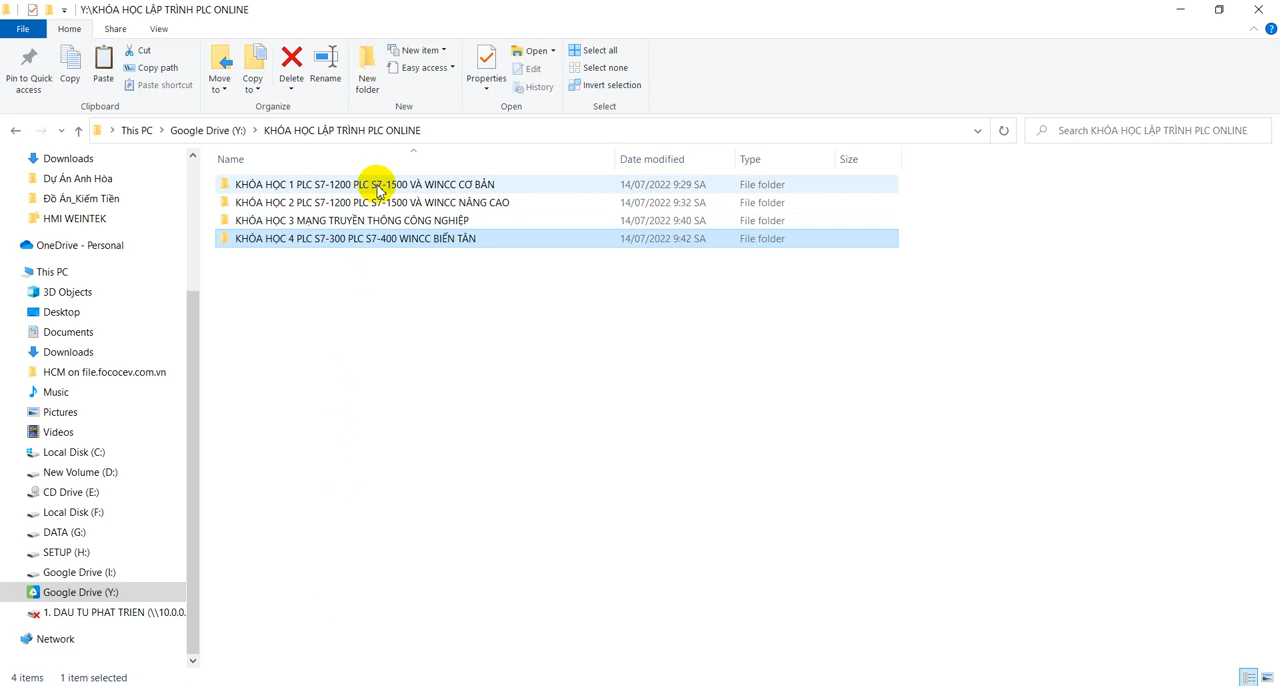 Y:\KHÓA HỌC LẬP TRÌNH PLC ONLINE
File Home Share View
Pin to Quick access
Copy
Paste
Cut
Copy path
Paste shortcut
Clipboard
Move to
Copy to
Delete
Rename
Organize
New folder
New item
Easy access
New
Properties
Open
Edit
History
Open
Select all
Select none
Invert selection
Select
This PC > Google Drive (Y:) > KHÓA HỌC LẬP TRÌNH PLC ONLINE
Search KHÓA HỌC LẬP TRÌNH PLC ONLINE
Downloads
Dự Án Anh Hòa
Đồ Án_Kiếm Tiền
HMI WEINTEK
OneDrive - Personal
This PC
3D Objects
Desktop
Documents
Downloads
HCM on file.fococev.com.vn
Music
Pictures
Videos
Local Disk (C:)
New Volume (D:)
CD Drive (E:)
Local Disk (F:)
DATA (G:)
SETUP (H:)
Google Drive (I:)
Google Drive (Y:)
1. DAU TU PHAT TRIEN (\\10.0.0.
Network
Name Date modified Type Size
KHÓA HỌC 1 PLC S7-1200 PLC S7-1500 VÀ WINCC CƠ BẢN 14/07/2022 9:29 SA File folder
KHÓA HỌC 2 PLC S7-1200 PLC S7-1500 VÀ WINCC NÂNG CAO 14/07/2022 9:32 SA File folder
KHÓA HỌC 3 MẠNG TRUYỀN THÔNG CÔNG NGHIỆP 14/07/2022 9:40 SA File folder
KHÓA HỌC 4 PLC S7-300 PLC S7-400 WINCC BIẾN TẦN 14/07/2022 9:42 SA File folder
4 items 1 item selected